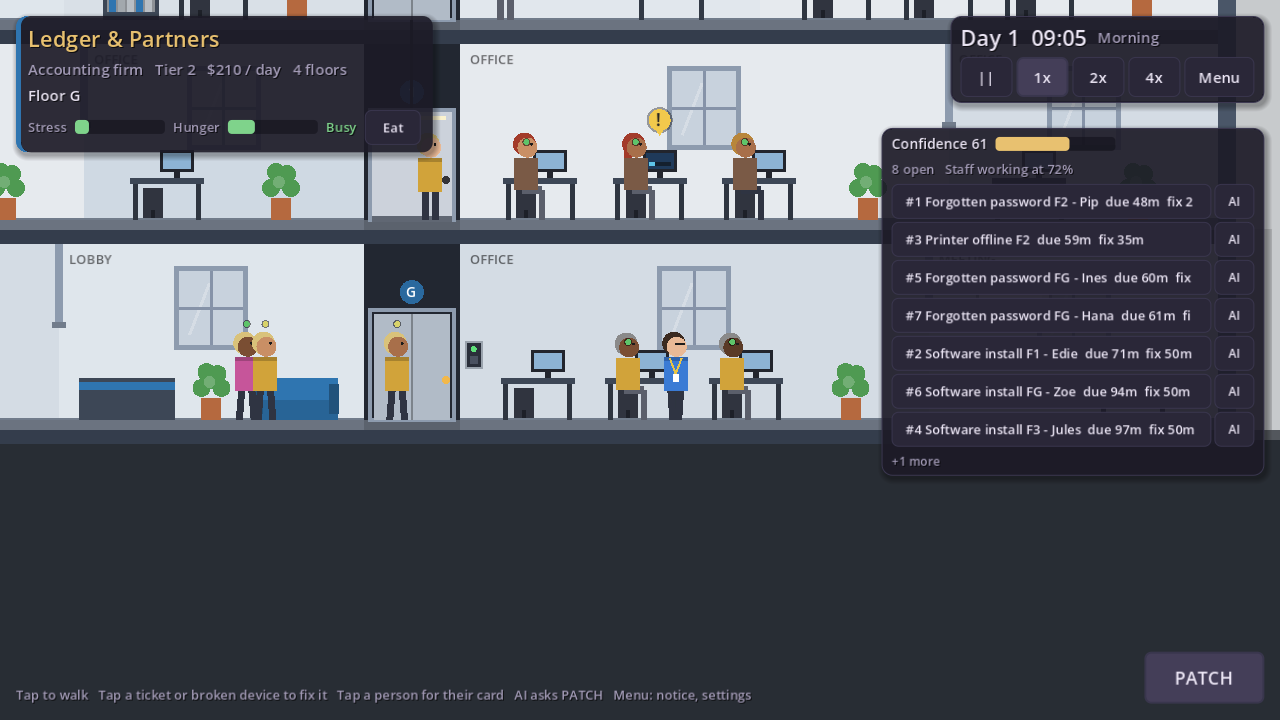 Ledger & Partners
Accounting firm Tier 2 $210 / day 4 floors
Floor G
Stress Hunger Busy Eat
OFFICE
!
Day 1 09:05 Morning
|| 1x 2x 4x Menu
Confidence 61
8 open Staff working at 72%
#1 Forgotten password F2 - Pip due 48m fix 2 AI
#3 Printer offline F2 due 59m fix 35m AI
#5 Forgotten password FG - Ines due 60m fix AI
#7 Forgotten password FG - Hana due 61m fi AI
#2 Software install F1 - Edie due 71m fix 50m AI
#6 Software install FG - Zoe due 94m fix 50m AI
#4 Software install F3 - Jules due 97m fix 50m AI
+1 more
LOBBY
G
OFFICE
Tap to walk Tap a ticket or broken device to fix it Tap a person for their card AI asks PATCH Menu: notice, settings
PATCH